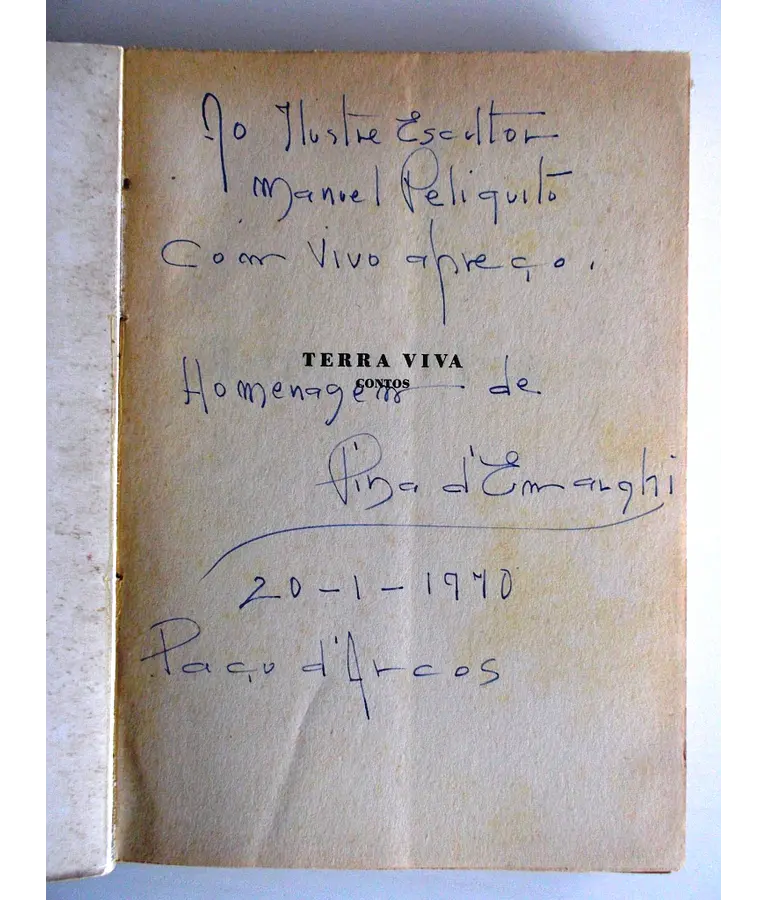 Ao Ilustre Escultor
Manuel Peliquito
Com vivo apreço.
TERRA VIVA
CONTOS
Homenagem de
d'Emarghi
20-1-1970
Paço d'Arcos